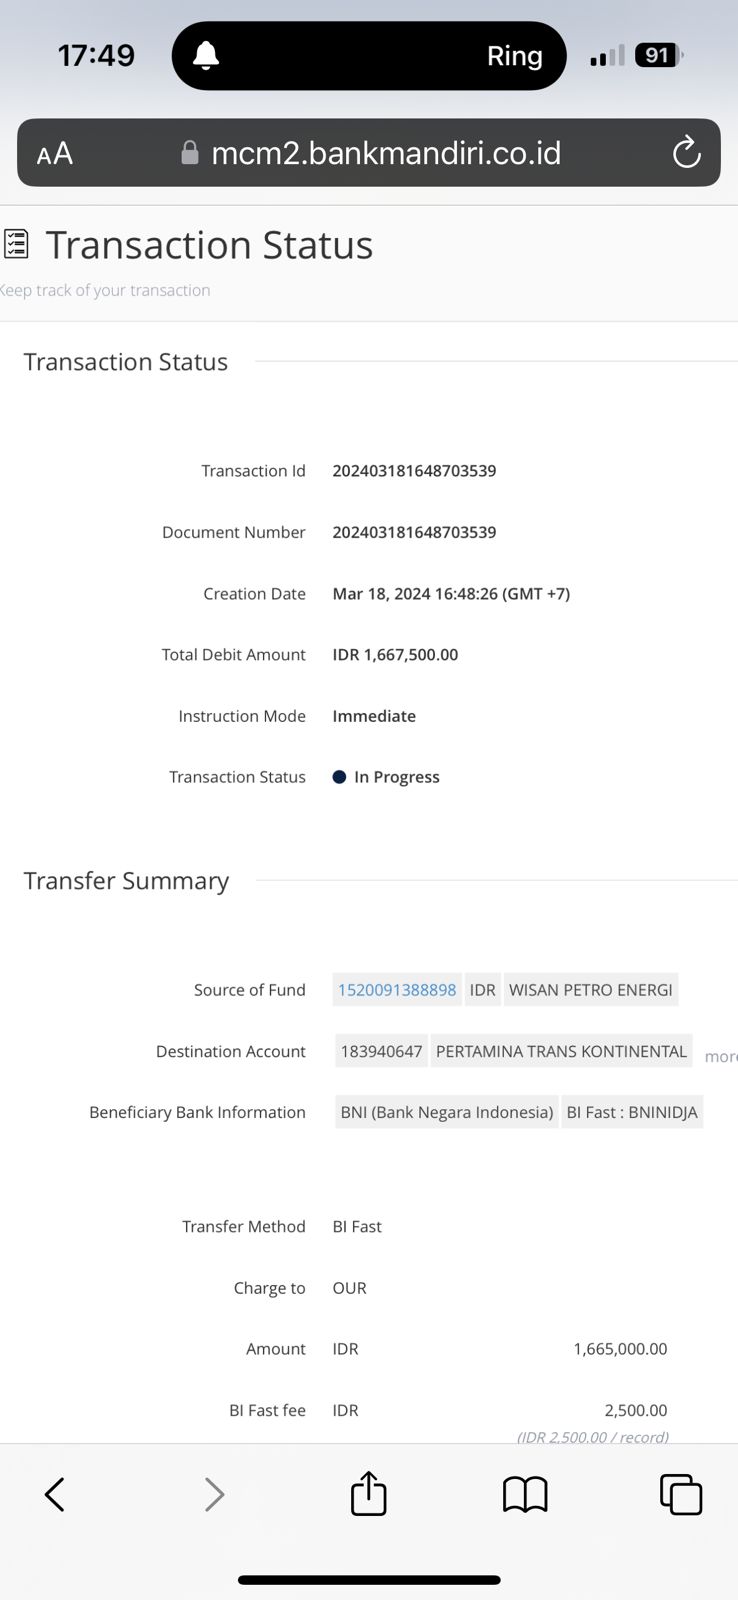 17:49 Ring 91
AA mcm2.bankmandiri.co.id
Transaction Status
Keep track of your transaction
Transaction Status
Transaction Id 202403181648703539
Document Number 202403181648703539
Creation Date Mar 18, 2024 16:48:26 (GMT +7)
Total Debit Amount IDR 1,667,500.00
Instruction Mode Immediate
Transaction Status In Progress
Transfer Summary
Source of Fund 1520091388898 IDR WISAN PETRO ENERGI
Destination Account 183940647 PERTAMINA TRANS KONTINENTAL more
Beneficiary Bank Information BNI (Bank Negara Indonesia) BI Fast : BNINIDJA
Transfer Method BI Fast
Charge to OUR
Amount IDR 1,665,000.00
BI Fast fee IDR 2,500.00
(IDR 2,500.00 / record)